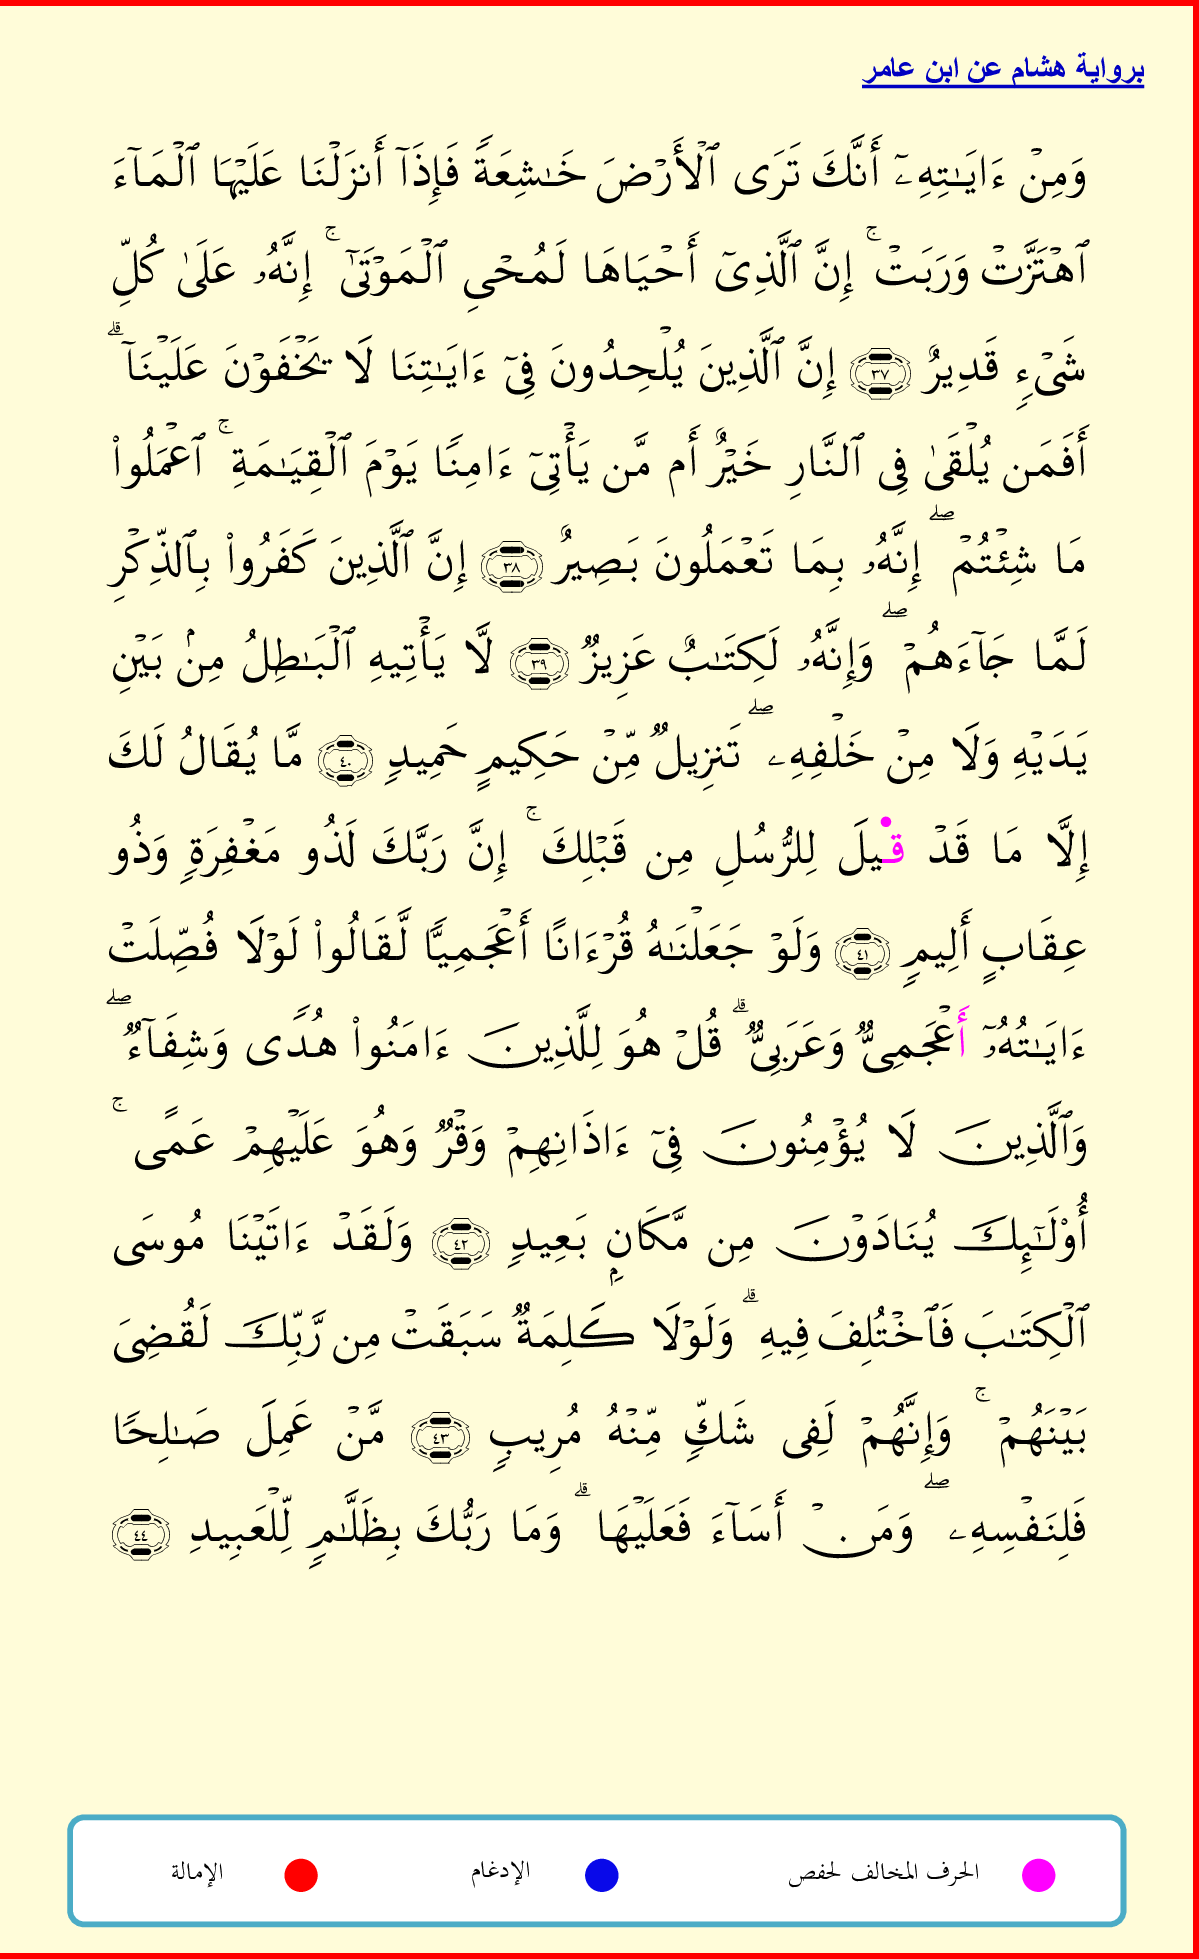 برواية هشام عن ابن عامر
وَمِنْ ءَايَٰتِهِۦٓ أَنَّكَ تَرَى ٱلْأَرْضَ خَٰشِعَةً فَإِذَآ أَنزَلْنَا عَلَيْهَا ٱلْمَآءَ
ٱهْتَزَّتْ وَرَبَتْ ۚ إِنَّ ٱلَّذِىٓ أَحْيَاهَا لَمُحْىِ ٱلْمَوْتَىٰٓ ۚ إِنَّهُۥ عَلَىٰ كُلِّ
شَىْءٍ قَدِيرٌ ٣٧ إِنَّ ٱلَّذِينَ يُلْحِدُونَ فِىٓ ءَايَٰتِنَا لَا يَخْفَوْنَ عَلَيْنَآ ۗ
أَفَمَن يُلْقَىٰ فِى ٱلنَّارِ خَيْرٌ أَم مَّن يَأْتِىٓ ءَامِنًا يَوْمَ ٱلْقِيَٰمَةِ ۚ ٱعْمَلُوا۟
مَا شِئْتُمْ ۖ إِنَّهُۥ بِمَا تَعْمَلُونَ بَصِيرٌ ٣٨ إِنَّ ٱلَّذِينَ كَفَرُوا۟ بِٱلذِّكْرِ
لَمَّا جَآءَهُمْ ۖ وَإِنَّهُۥ لَكِتَٰبٌ عَزِيزٌ ٣٩ لَّا يَأْتِيهِ ٱلْبَٰطِلُ مِنۢ بَيْنِ
يَدَيْهِ وَلَا مِنْ خَلْفِهِۦ ۖ تَنزِيلٌ مِّنْ حَكِيمٍ حَمِيدٍ ٤٠ مَّا يُقَالُ لَكَ
إِلَّا مَا قَدْ قِيلَ لِلرُّسُلِ مِن قَبْلِكَ ۚ إِنَّ رَبَّكَ لَذُو مَغْفِرَةٍ وَذُو
عِقَابٍ أَلِيمٍ ٤١ وَلَوْ جَعَلْنَٰهُ قُرْءَانًا أَعْجَمِيًّا لَّقَالُوا۟ لَوْلَا فُصِّلَتْ
ءَايَٰتُهُۥٓ أَعْجَمِىٌّ وَعَرَبِىٌّ ۗ قُلْ هُوَ لِلَّذِينَ ءَامَنُوا۟ هُدًى وَشِفَآءٌ ۖ
وَٱلَّذِينَ لَا يُؤْمِنُونَ فِىٓ ءَاذَانِهِمْ وَقْرٌ وَهُوَ عَلَيْهِمْ عَمًى ۚ
أُو۟لَٰٓئِكَ يُنَادَوْنَ مِن مَّكَانٍۭ بَعِيدٍ ٤٢ وَلَقَدْ ءَاتَيْنَا مُوسَى
ٱلْكِتَٰبَ فَٱخْتُلِفَ فِيهِ ۗ وَلَوْلَا كَلِمَةٌ سَبَقَتْ مِن رَّبِّكَ لَقُضِىَ
بَيْنَهُمْ ۚ وَإِنَّهُمْ لَفِى شَكٍّ مِّنْهُ مُرِيبٍ ٤٣ مَّنْ عَمِلَ صَٰلِحًا
فَلِنَفْسِهِۦ ۖ وَمَنْ أَسَآءَ فَعَلَيْهَا ۗ وَمَا رَبُّكَ بِظَلَّٰمٍ لِّلْعَبِيدِ ٤٤
الحرف المخالف لحفص الإدغام الإمالة